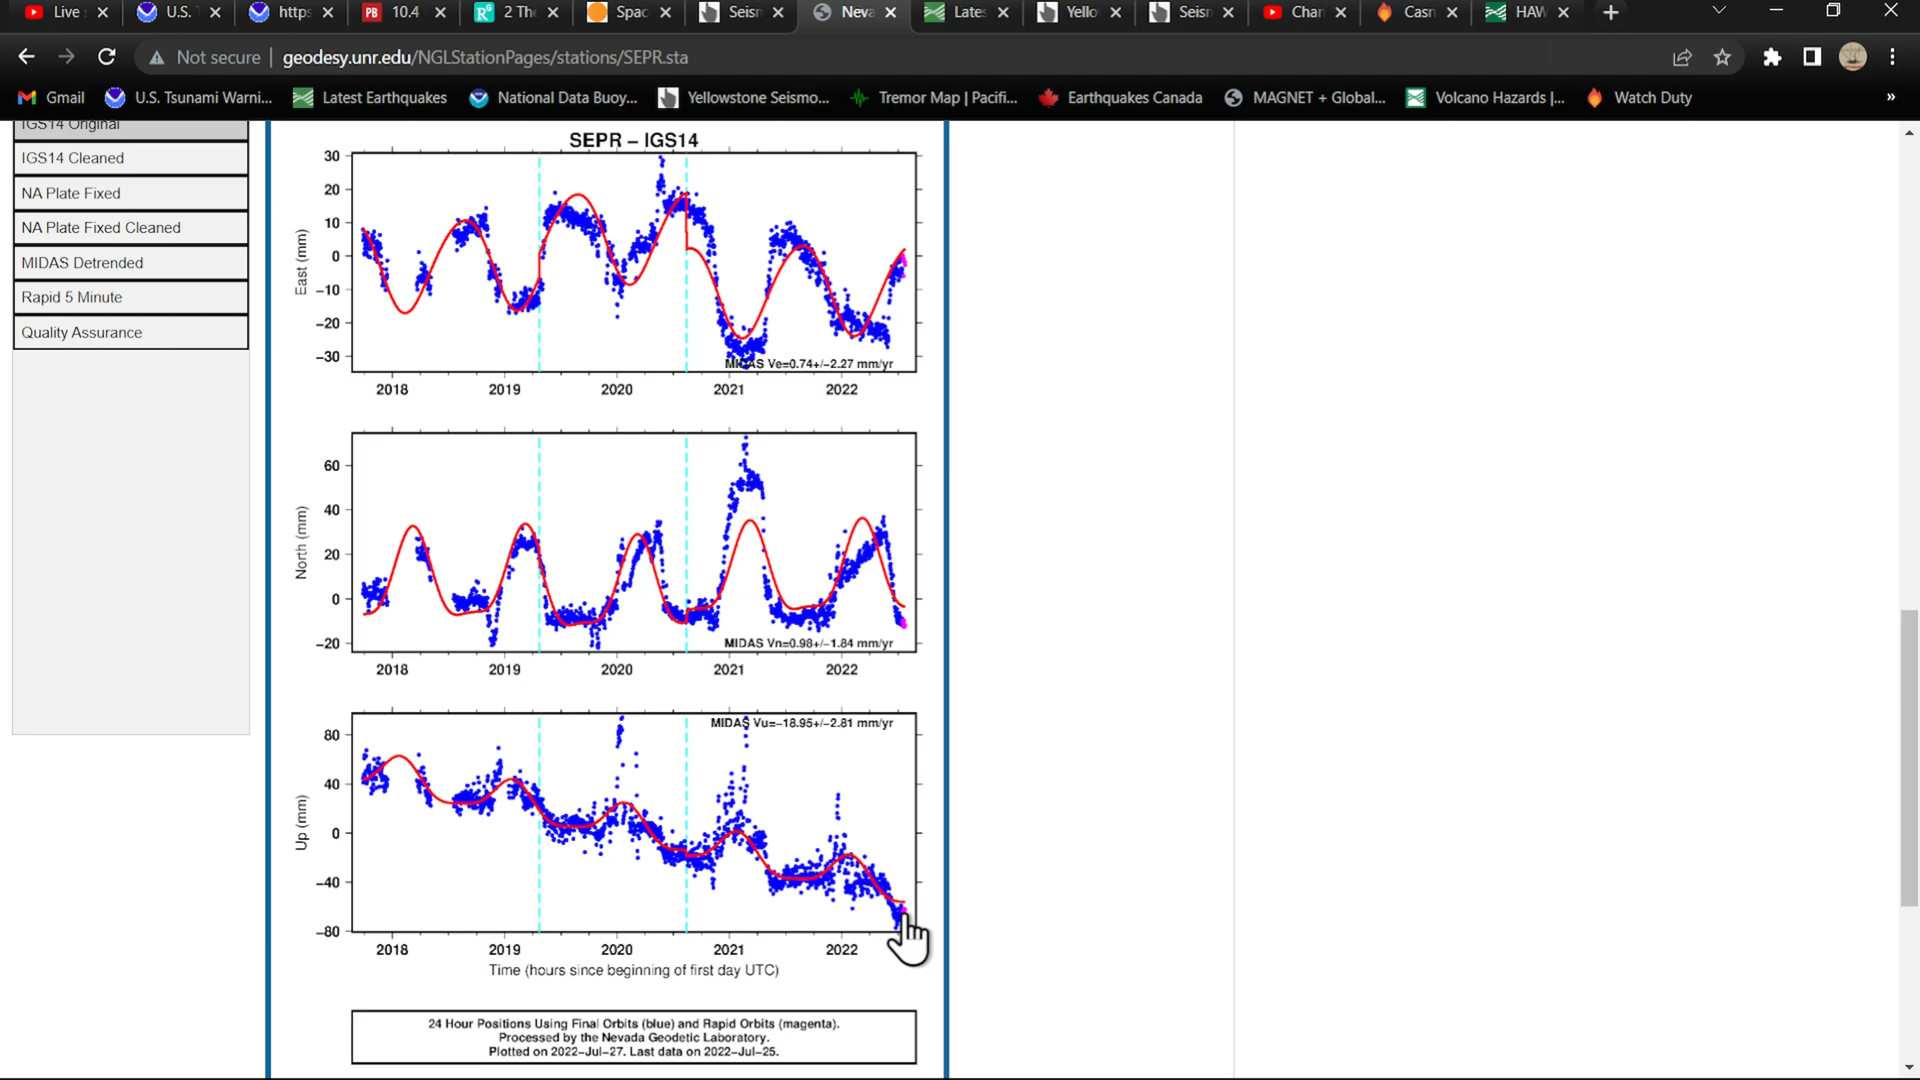 Live
U.S.
https
10.4
2 The
Spac
Seism
Neva
Lates
Yello
Seism
Chan
Casm
HAW
Not secure | geodesy.unr.edu/NGLStationPages/stations/SEPR.sta
Gmail
U.S. Tsunami Warni...
Latest Earthquakes
National Data Buoy...
Yellowstone Seismo...
Tremor Map | Pacifi...
Earthquakes Canada
MAGNET + Global...
Volcano Hazards |...
Watch Duty
»
IGS14 Original
IGS14 Cleaned
NA Plate Fixed
NA Plate Fixed Cleaned
MIDAS Detrended
Rapid 5 Minute
Quality Assurance
SEPR – IGS14
East (mm)
30
20
10
0
−10
−20
−30
MIDAS Ve=0.74+/−2.27 mm/yr
2018 2019 2020 2021 2022
North (mm)
60
40
20
0
−20
MIDAS Vn=0.98+/−1.84 mm/yr
2018 2019 2020 2021 2022
MIDAS Vu=−18.95+/−2.81 mm/yr
Up (mm)
80
40
0
−40
−80
2018 2019 2020 2021 2022
Time (hours since beginning of first day UTC)
24 Hour Positions Using Final Orbits (blue) and Rapid Orbits (magenta).
Processed by the Nevada Geodetic Laboratory.
Plotted on 2022−Jul−27. Last data on 2022−Jul−25.